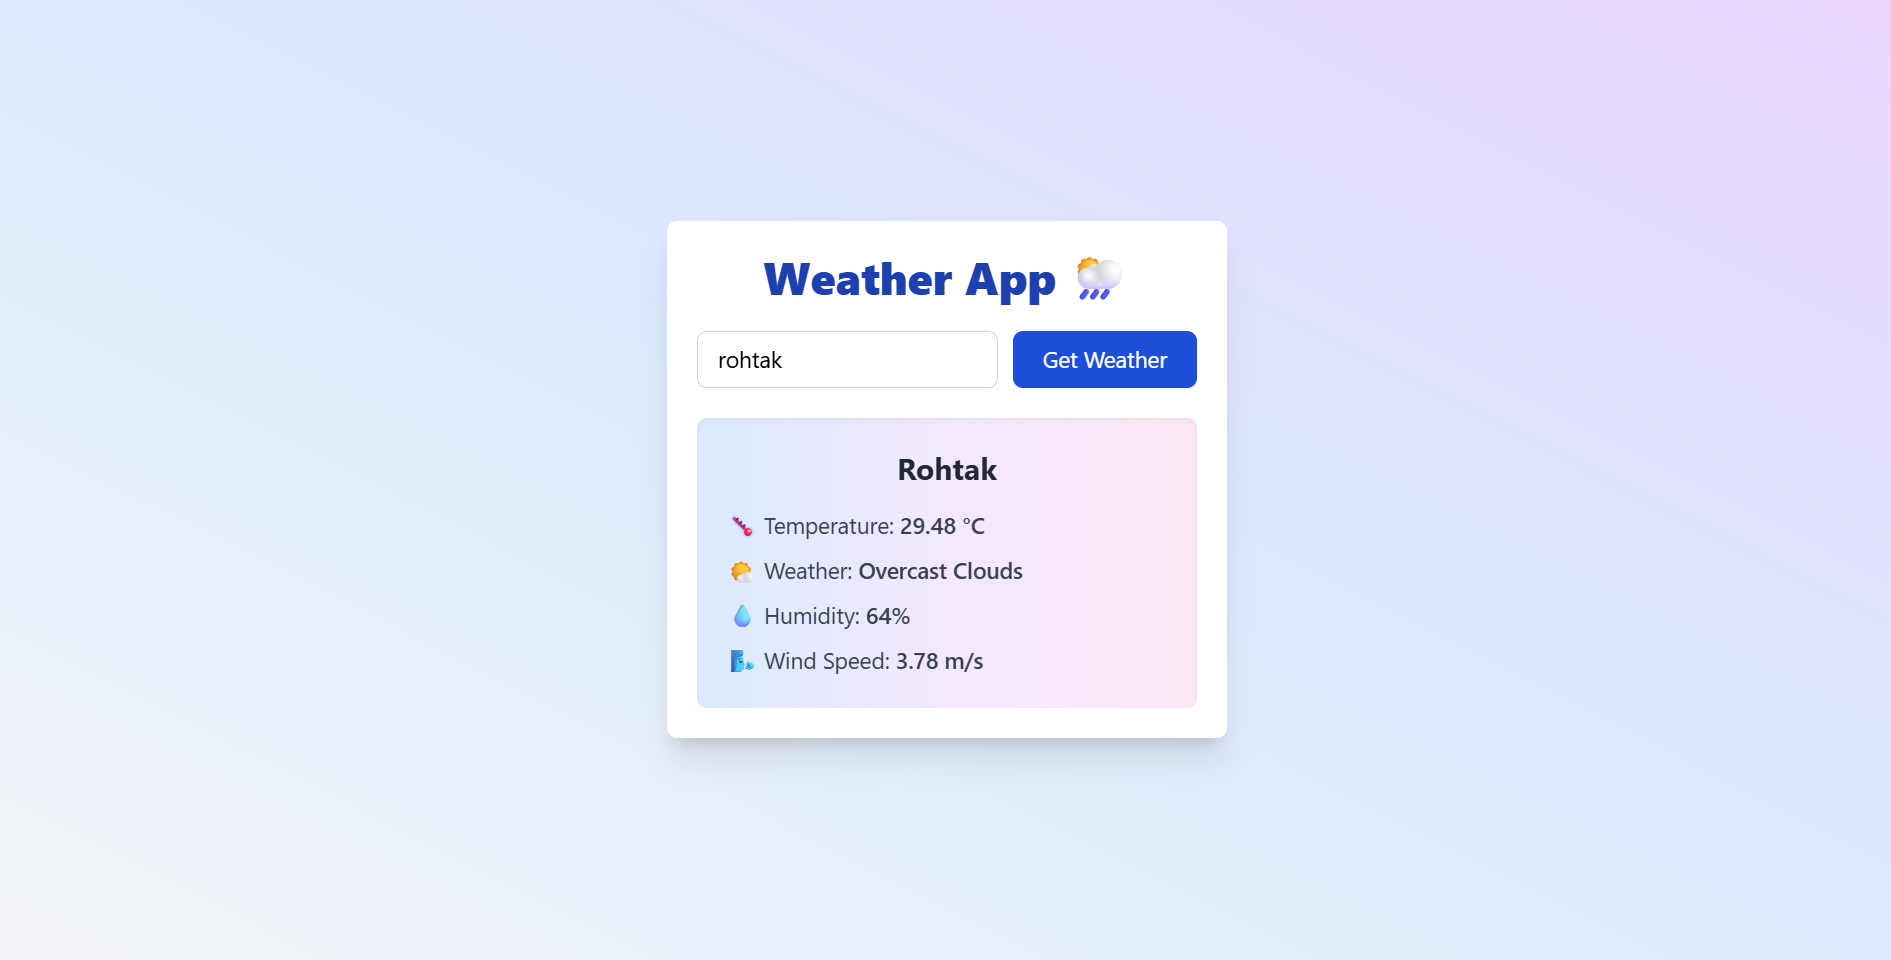 Weather App
rohtak
Get Weather
Rohtak
Temperature: 29.48 °C
Weather: Overcast Clouds
Humidity: 64%
Wind Speed: 3.78 m/s